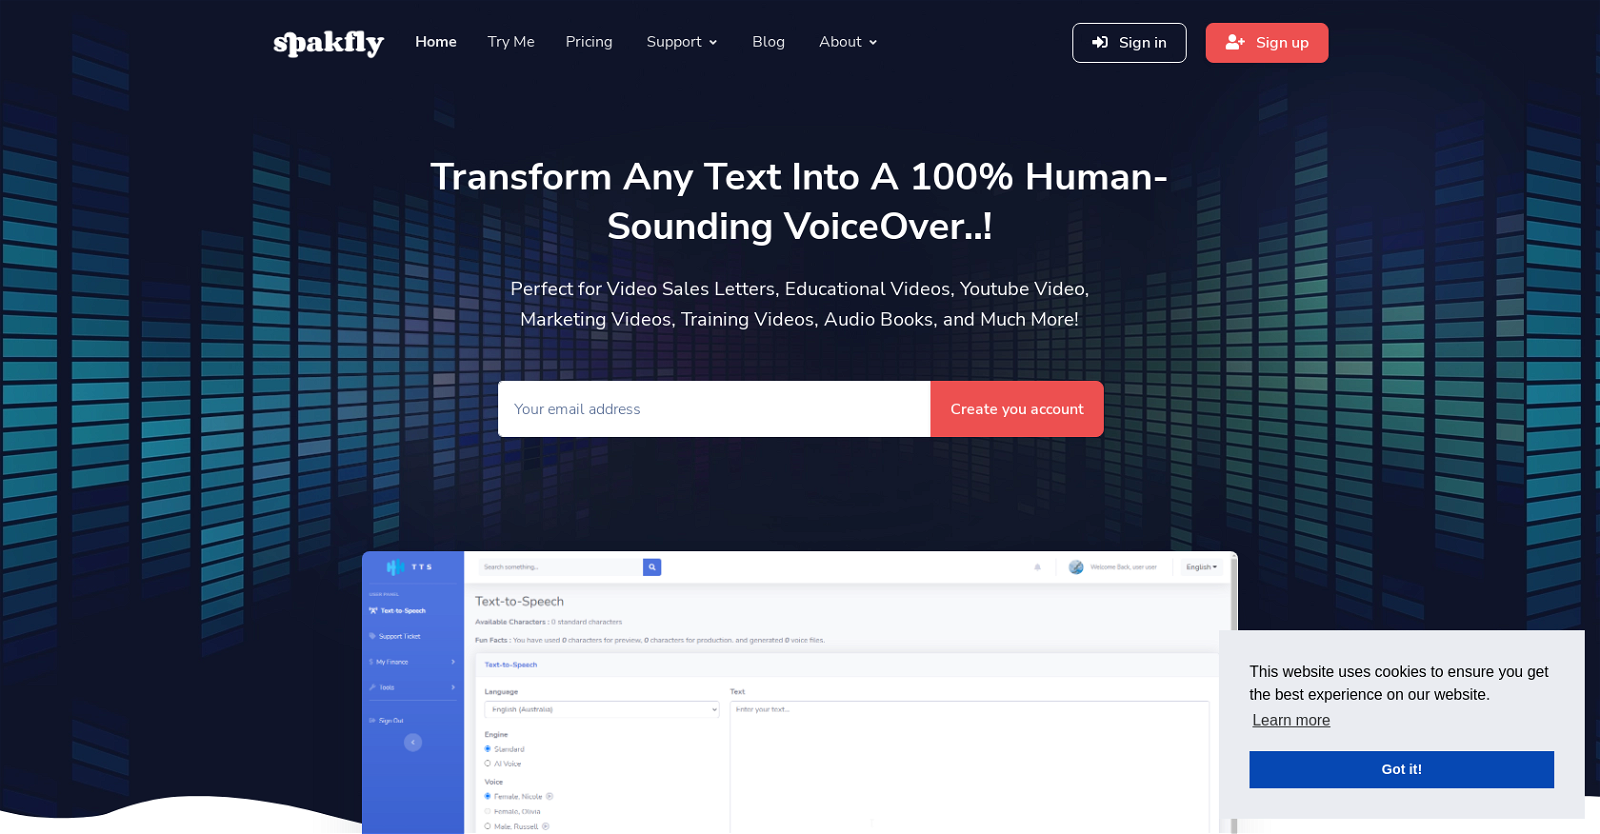 spakfly
Home
Try Me
Pricing
Support
Blog
About
Sign in
Sign up
Transform Any Text Into A 100% Human-
Sounding VoiceOver..!
Perfect for Video Sales Letters, Educational Videos, Youtube Video,
Marketing Videos, Training Videos, Audio Books, and Much More!
Your email address
Create you account
TTS
Search something...
Welcome Back, user user
English
USER PANEL
Text-to-Speech
Support Ticket
My Finance
Tools
Sign Out
Text-to-Speech
Available Characters : 0 standard characters
Fun Facts : You have used 0 characters for preview, 0 characters for production, and generated 0 voice files.
Text-to-Speech
Language
English (Australia)
Engine
Standard
AI Voice
Voice
Female, Nicole
Female, Olivia
Male, Russell
Text
Enter your text...
This website uses cookies to ensure you get
the best experience on our website.
Learn more
Got it!